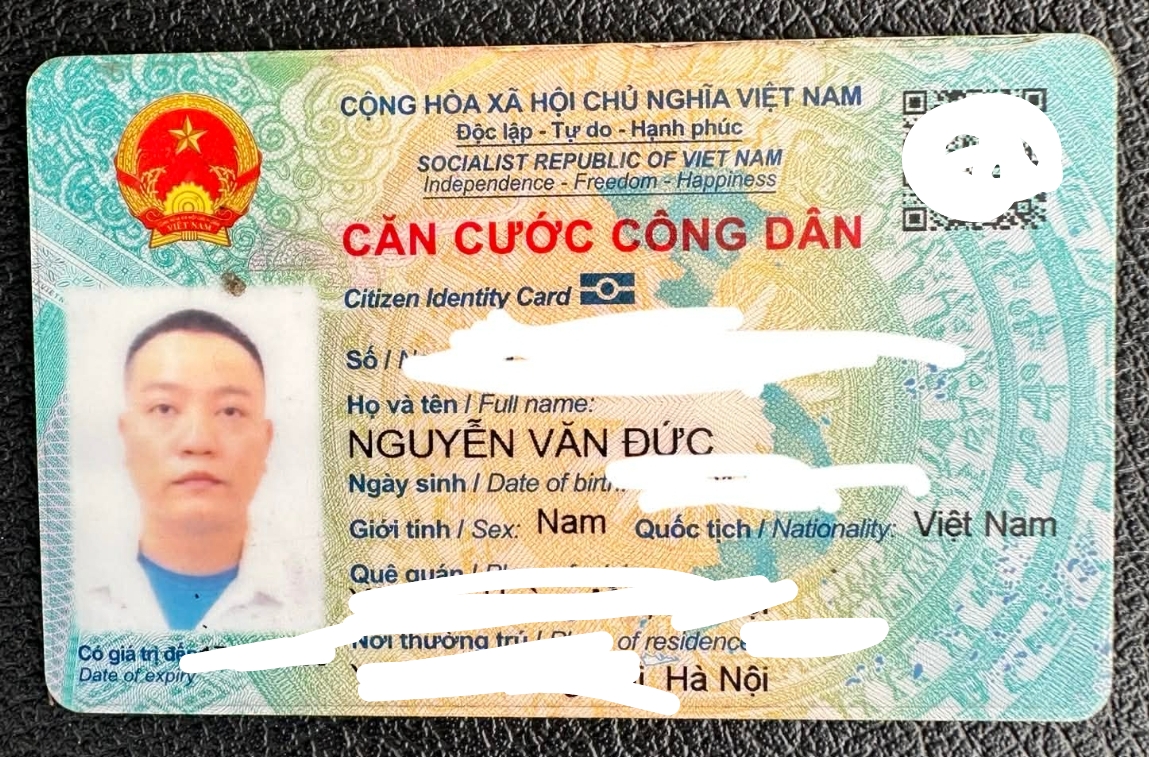 CỘNG HÒA XÃ HỘI CHỦ NGHĨA VIỆT NAM
Độc lập - Tự do - Hạnh phúc
SOCIALIST REPUBLIC OF VIET NAM
Independence - Freedom - Happiness
CĂN CƯỚC CÔNG DÂN
Citizen Identity Card
Số /
Họ và tên / Full name:
NGUYỄN VĂN ĐỨC
Ngày sinh / Date of birth
Giới tính / Sex: Nam Quốc tịch / Nationality: Việt Nam
Quê quán /
Nơi thường trú / of residence
Hà Nội
Có giá trị
Date of expiry
VIỆT NAM